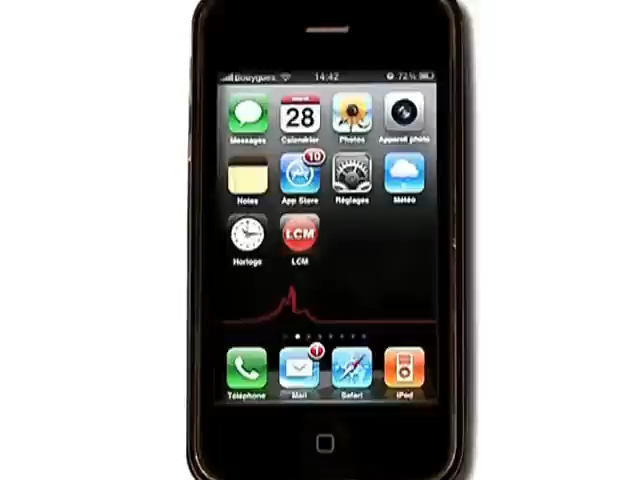 Bouygues 14:42 72 %
28
Messages Calendrier Photos Appareil photo
10
Notes App Store Réglages Météo
LCM
Horloge LCM
1
Téléphone Mail Safari iPod